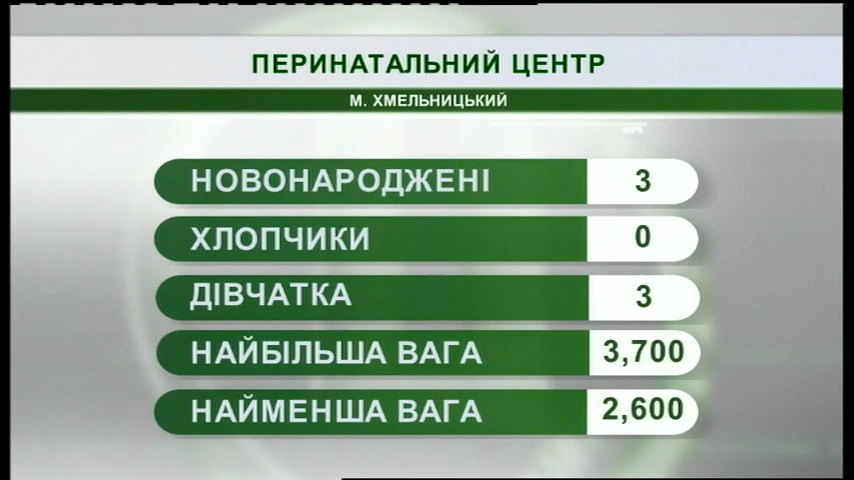 ПЕРИНАТАЛЬНИЙ ЦЕНТР
М. ХМЕЛЬНИЦЬКИЙ
НОВОНАРОДЖЕНІ 3
ХЛОПЧИКИ 0
ДІВЧАТКА 3
НАЙБІЛЬША ВАГА 3,700
НАЙМЕНША ВАГА 2,600